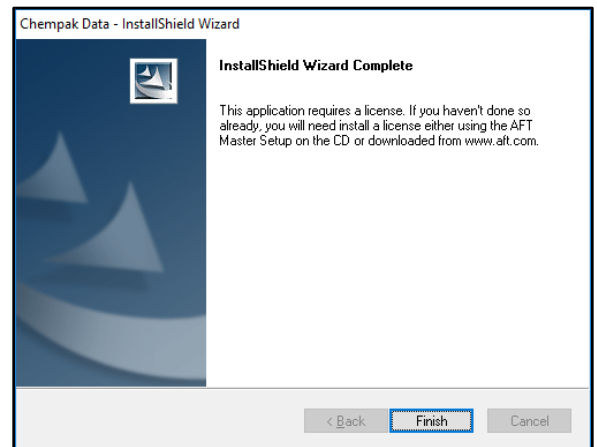 Chempak Data - InstallShield Wizard
InstallShield Wizard Complete
This application requires a license. If you haven't done so
already, you will need install a license either using the AFT
Master Setup on the CD or downloaded from www.aft.com.
< Back
Finish
Cancel